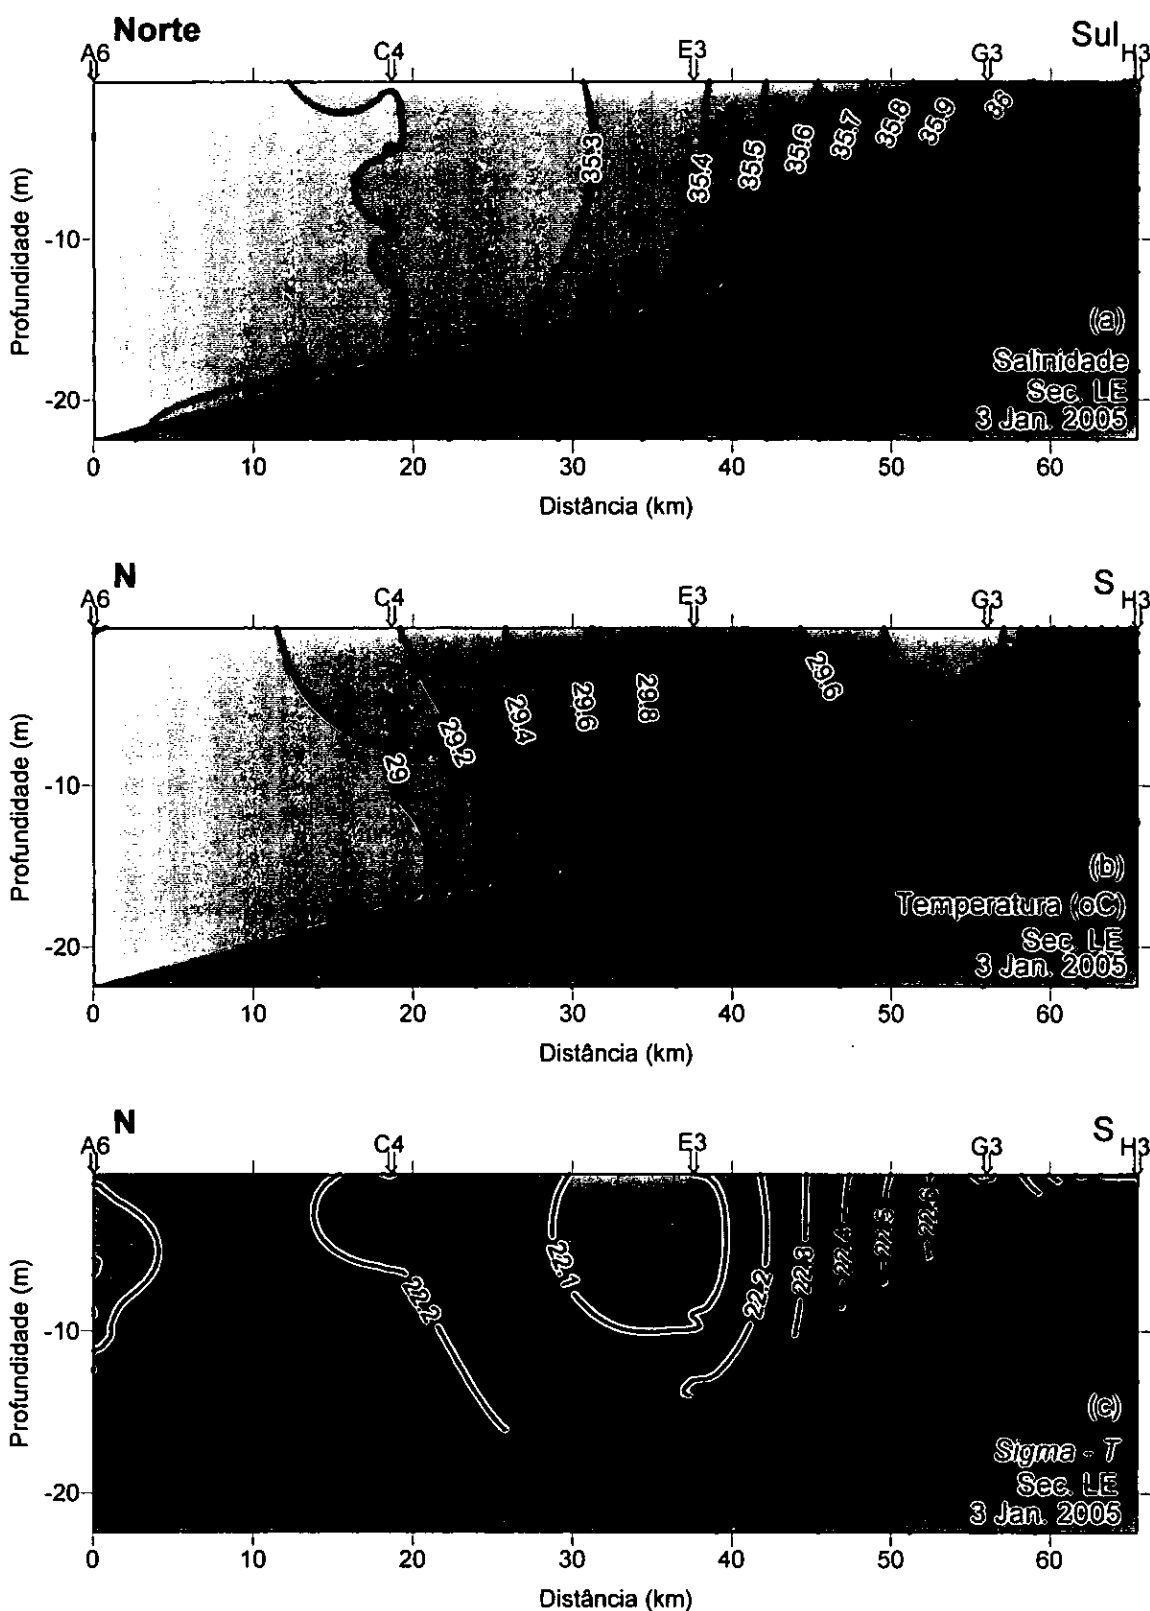 Norte Sul
A6 C4 E3 G3 H3
35.3 35.4 35.5 35.6 35.7 35.8 35.9 36
Profundidade (m)
-10
-20
(a)
Salinidade
Sec. LE
3 Jan. 2005
0 10 20 30 40 50 60
Distância (km)
N S
A6 C4 E3 G3 H3
29 29.2 29.4 29.6 29.8 29.6
Profundidade (m)
-10
-20
(b)
Temperatura (oC)
Sec. LE
3 Jan. 2005
0 10 20 30 40 50 60
Distância (km)
N S
A6 C4 E3 G3 H3
22.2 22.1 22.2 22.3 22.4 22.5 22.6
Profundidade (m)
-10
-20
(c)
Sigma - T
Sec. LE
3 Jan. 2005
0 10 20 30 40 50 60
Distância (km)